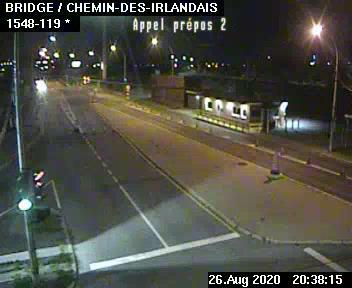 BRIDGE / CHEMIN-DES-IRLANDAIS
1548-119 *
Appel prépos 2
26.Aug 2020 20:38:15